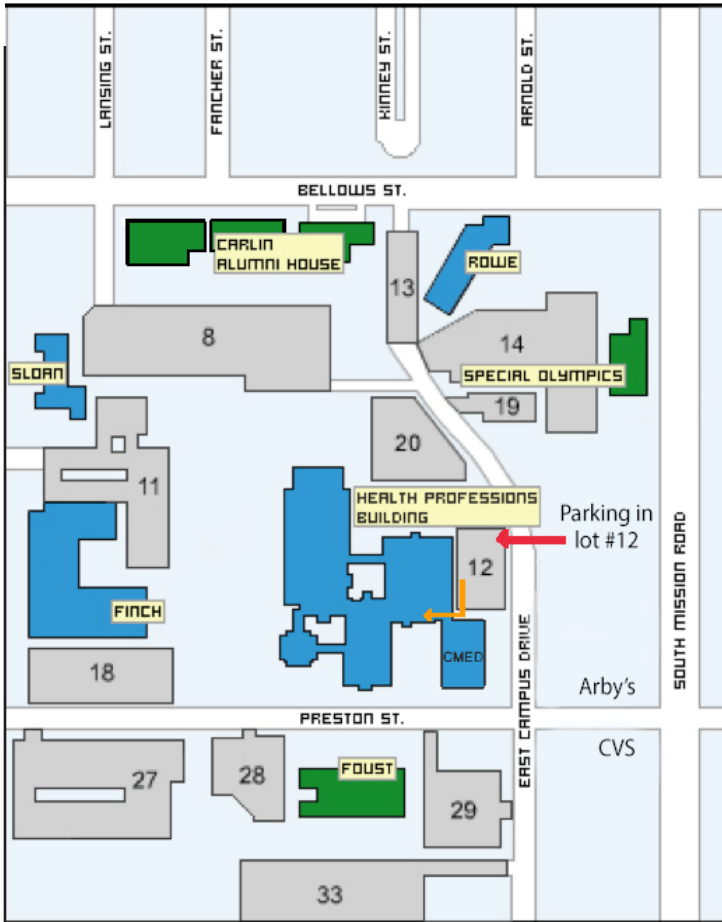 LANSING ST.
FANCHER ST.
KINNEY ST.
ARNOLD ST.
BELLOWS ST.
CARLIN
ALUMNI HOUSE
ROWE
13
8
14
SLOAN
SPECIAL OLYMPICS
19
20
11
HEALTH PROFESSIONS
BUILDING
Parking in
lot #12
12
SOUTH MISSION ROAD
FINCH
CMED
18
EAST CAMPUS DRIVE
Arby's
PRESTON ST.
CVS
27
28
FOUST
29
33